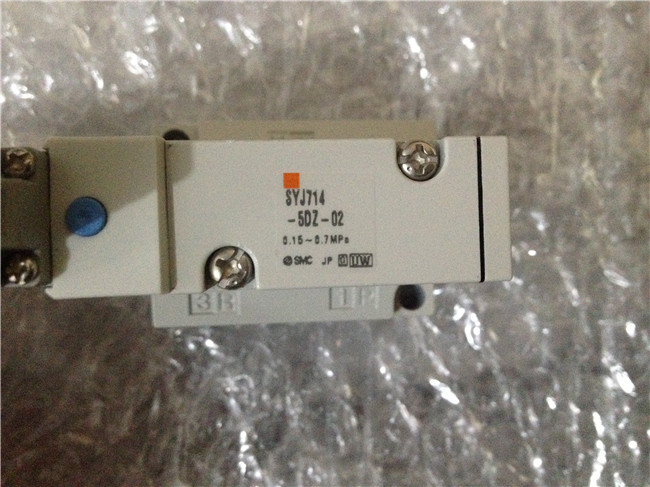 SYJ714
-5DZ-02
0.15~0.7MPa
SMC JP
3R 1P